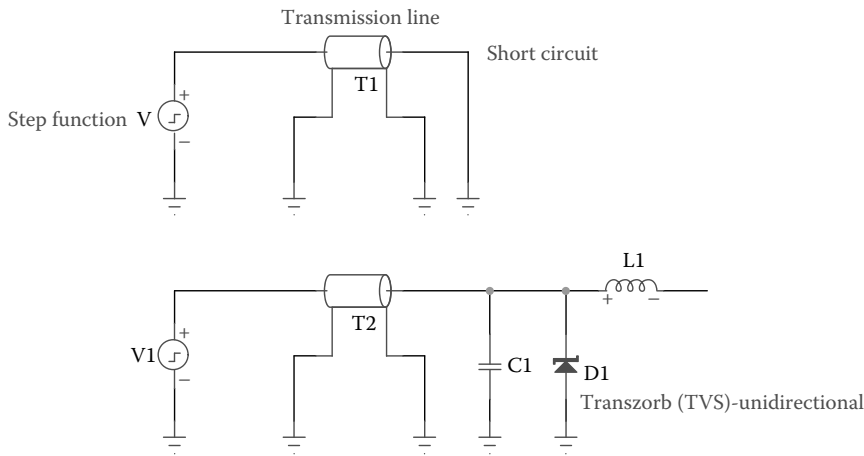 Transmission line
Short circuit
T1
+
Step function V
−
L1
+ −
T2
+
V1
−
C1
D1
Transzorb (TVS)-unidirectional